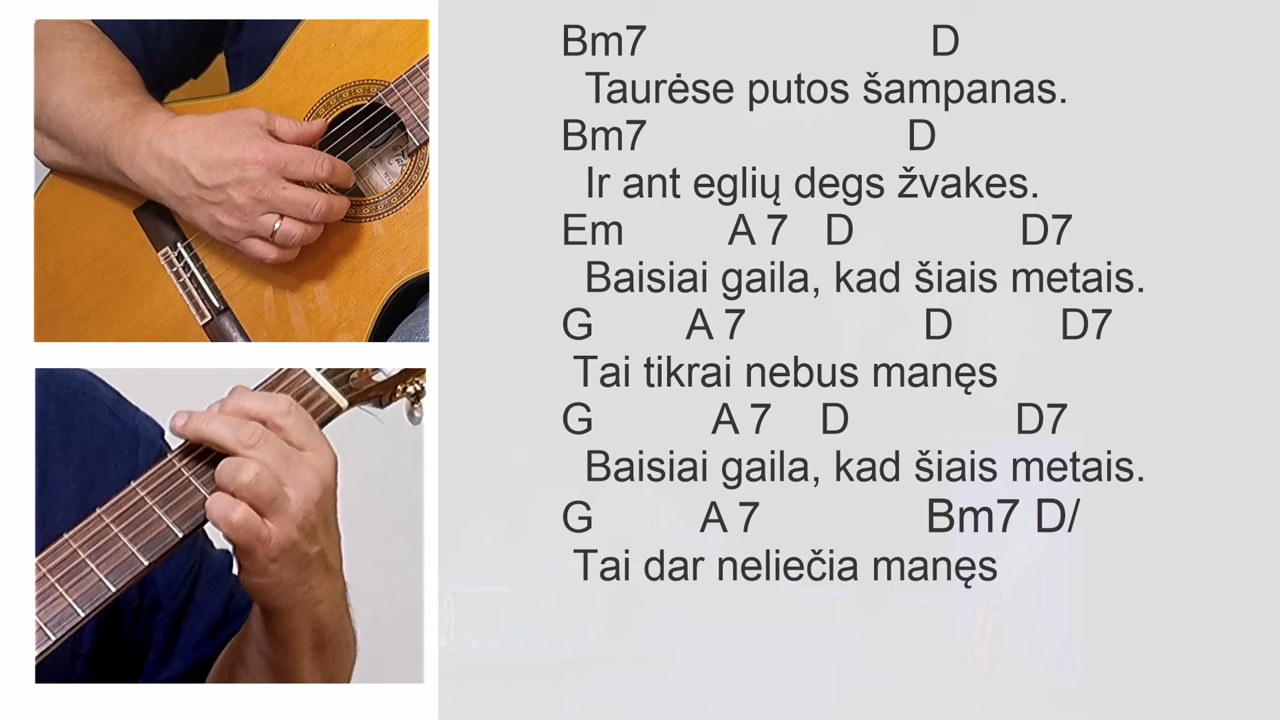 Bm7 D
Taurėse putos šampanas.
Bm7 D
Ir ant eglių degs žvakes.
Em A 7 D D7
Baisiai gaila, kad šiais metais.
G A 7 D D7
Tai tikrai nebus manęs
G A 7 D D7
Baisiai gaila, kad šiais metais.
G A 7 Bm7 D/
Tai dar neliečia manęs